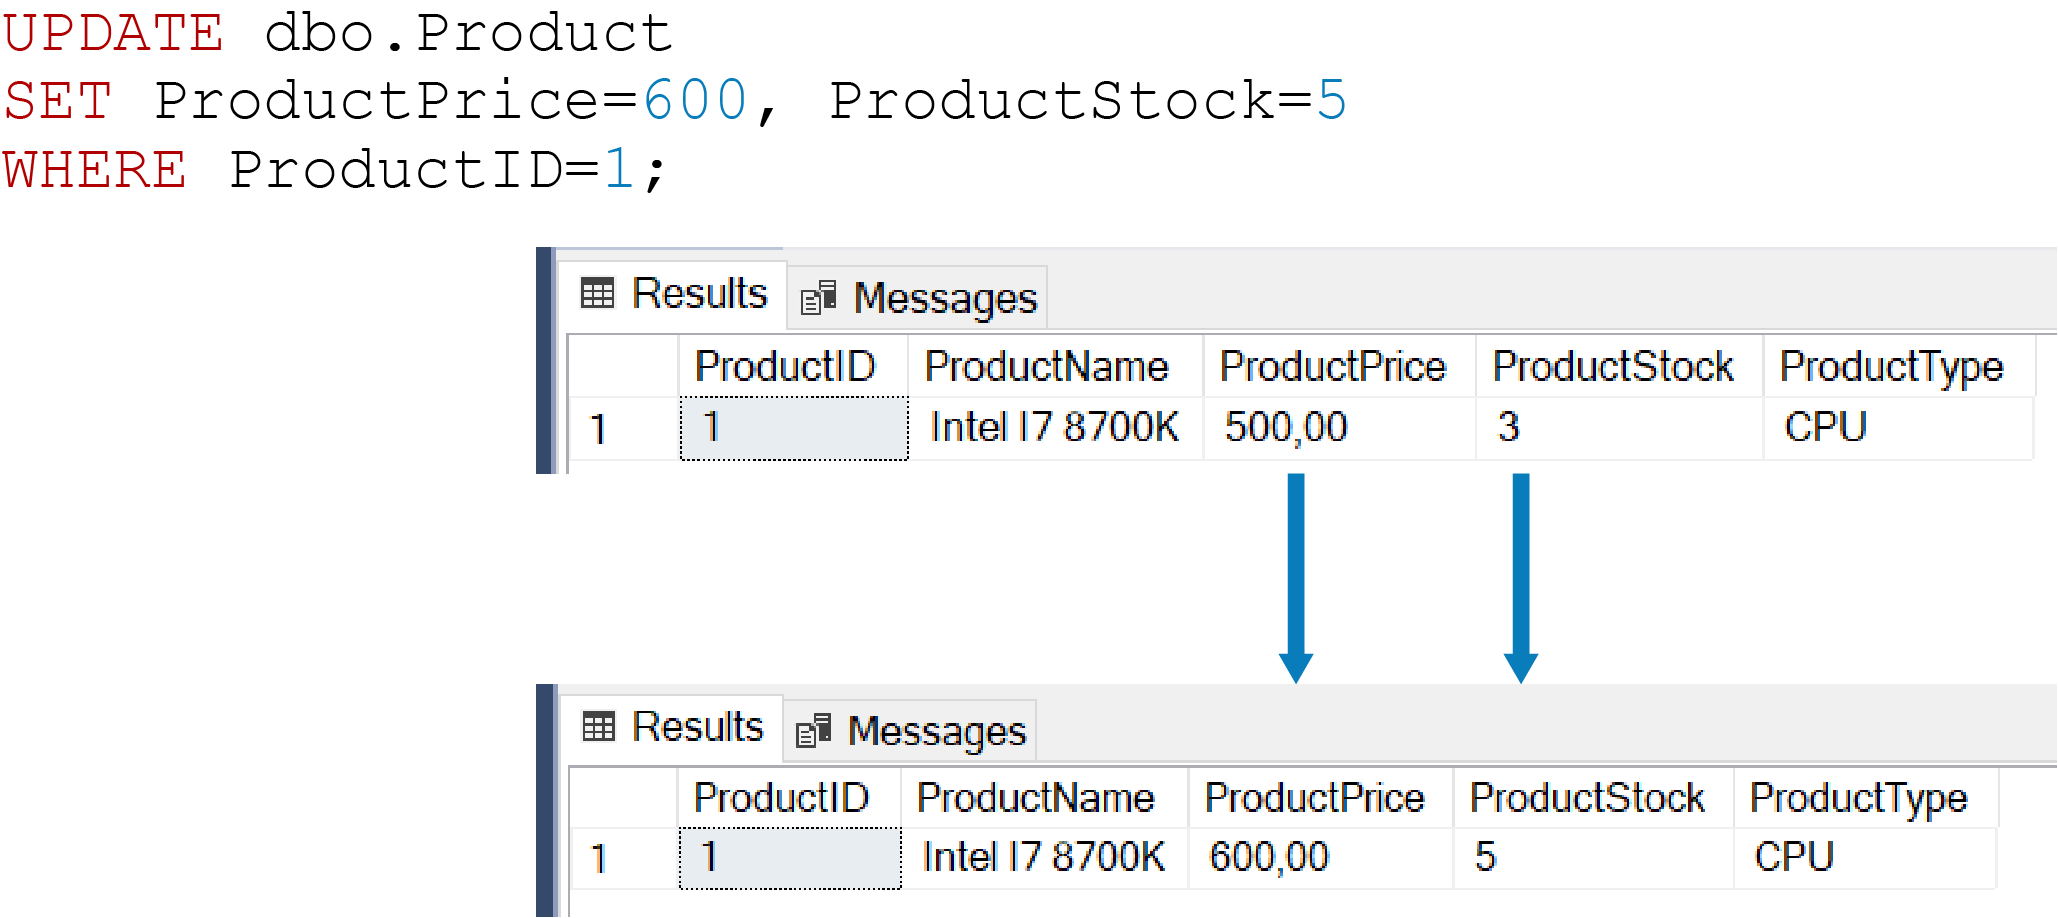 UPDATE dbo.Product
SET ProductPrice=600, ProductStock=5
WHERE ProductID=1;
Results Messages
ProductID ProductName ProductPrice ProductStock ProductType
1 1 Intel I7 8700K 500,00 3 CPU
Results Messages
ProductID ProductName ProductPrice ProductStock ProductType
1 1 Intel I7 8700K 600,00 5 CPU